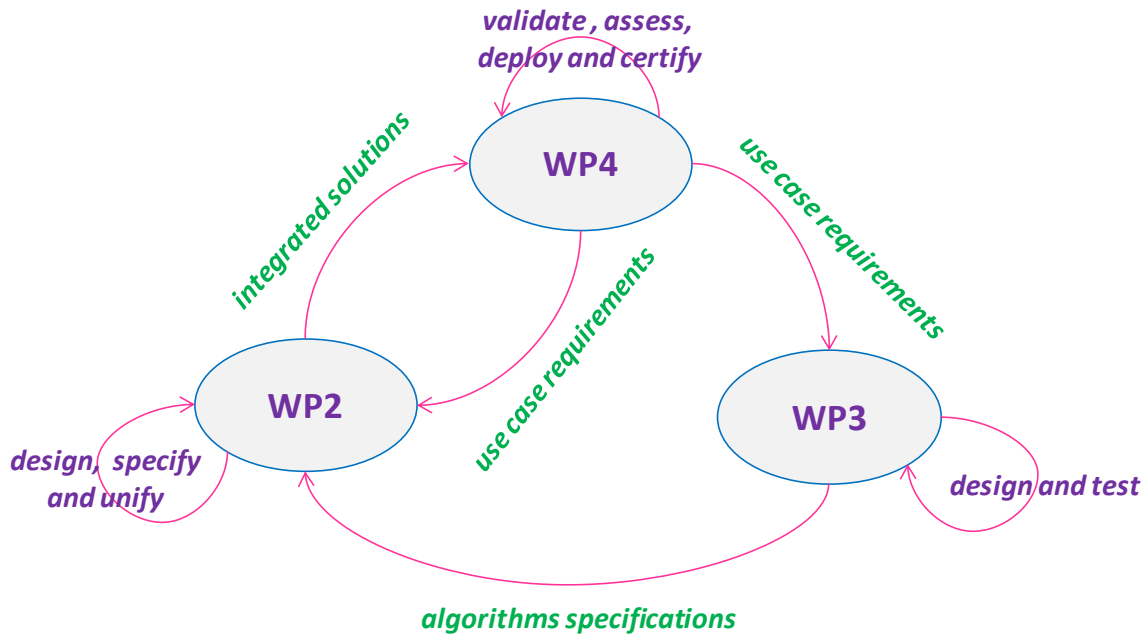 validate , assess,
deploy and certify
WP4
integrated solutions
use case requirements
use case requirements
WP2
WP3
design, specify
and unify
design and test
algorithms specifications